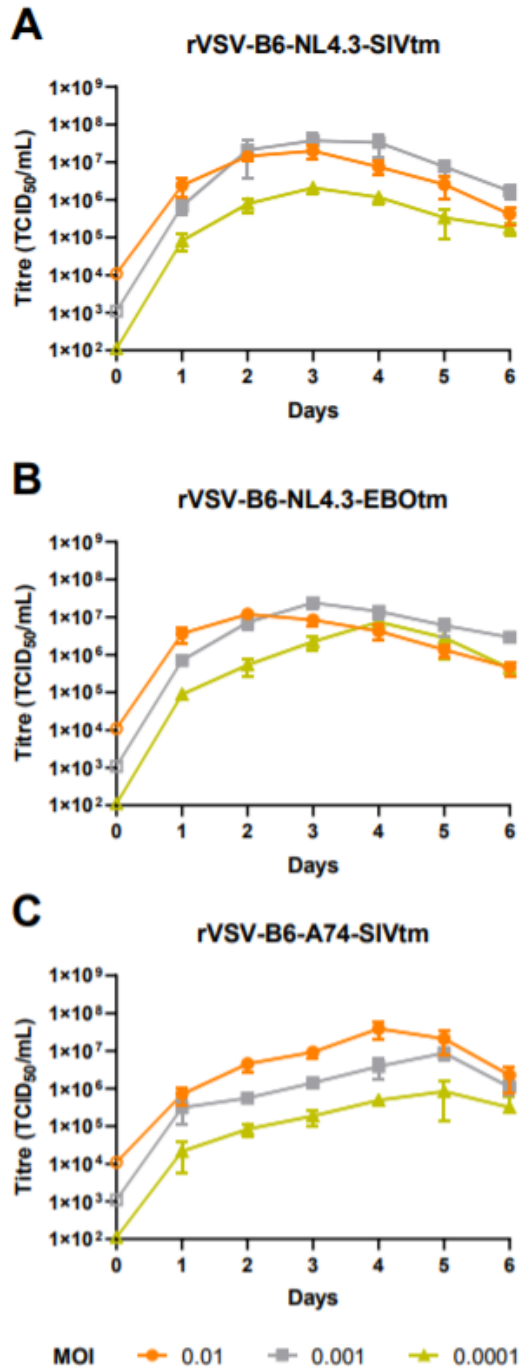 A
rVSV-B6-NL4.3-SIVtm
Titre (TCID₅₀/mL)
1×10⁹
1×10⁸
1×10⁷
1×10⁶
1×10⁵
1×10⁴
1×10³
1×10²
0 1 2 3 4 5 6
Days
B
rVSV-B6-NL4.3-EBOtm
Titre (TCID₅₀/mL)
1×10⁹
1×10⁸
1×10⁷
1×10⁶
1×10⁵
1×10⁴
1×10³
1×10²
0 1 2 3 4 5 6
Days
C
rVSV-B6-A74-SIVtm
Titre (TCID₅₀/mL)
1×10⁹
1×10⁸
1×10⁷
1×10⁶
1×10⁵
1×10⁴
1×10³
1×10²
0 1 2 3 4 5 6
Days
MOI 0.01 0.001 0.0001